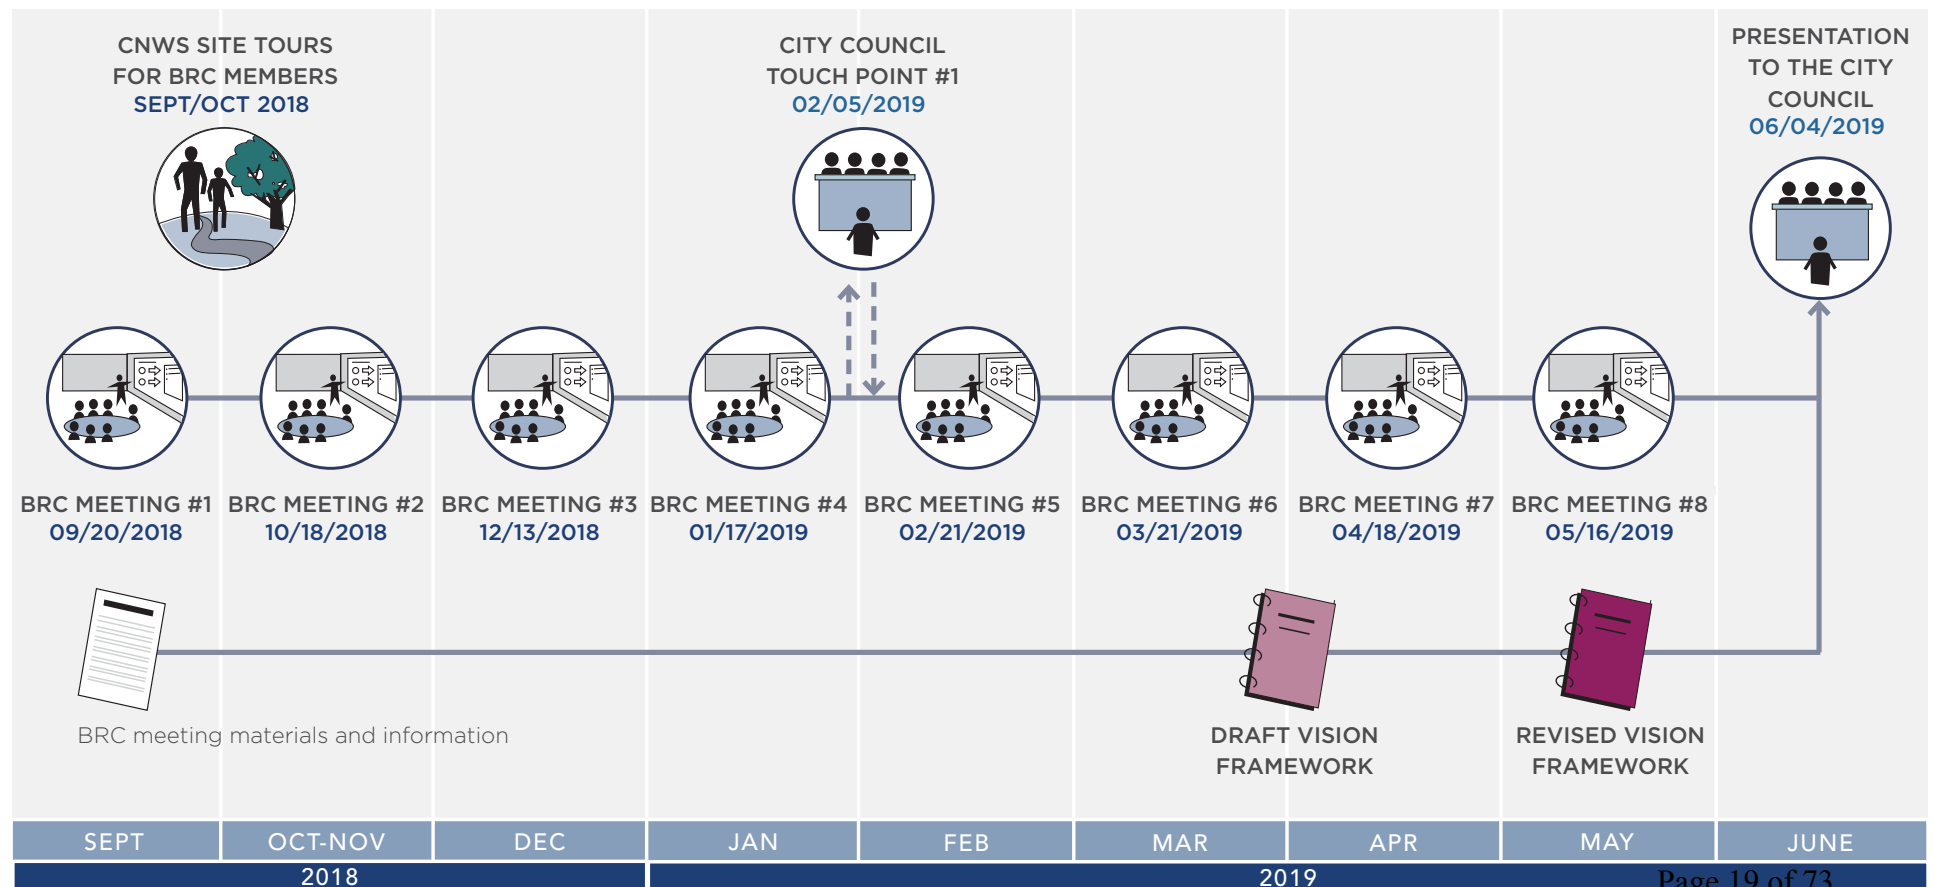 CNWS SITE TOURS
FOR BRC MEMBERS
SEPT/OCT 2018
CITY COUNCIL
TOUCH POINT #1
02/05/2019
PRESENTATION
TO THE CITY
COUNCIL
06/04/2019
BRC MEETING #1
09/20/2018
BRC MEETING #2
10/18/2018
BRC MEETING #3
12/13/2018
BRC MEETING #4
01/17/2019
BRC MEETING #5
02/21/2019
BRC MEETING #6
03/21/2019
BRC MEETING #7
04/18/2019
BRC MEETING #8
05/16/2019
BRC meeting materials and information
DRAFT VISION
FRAMEWORK
REVISED VISION
FRAMEWORK
SEPT OCT-NOV DEC JAN FEB MAR APR MAY JUNE
2018 2019
Page 19 of 73